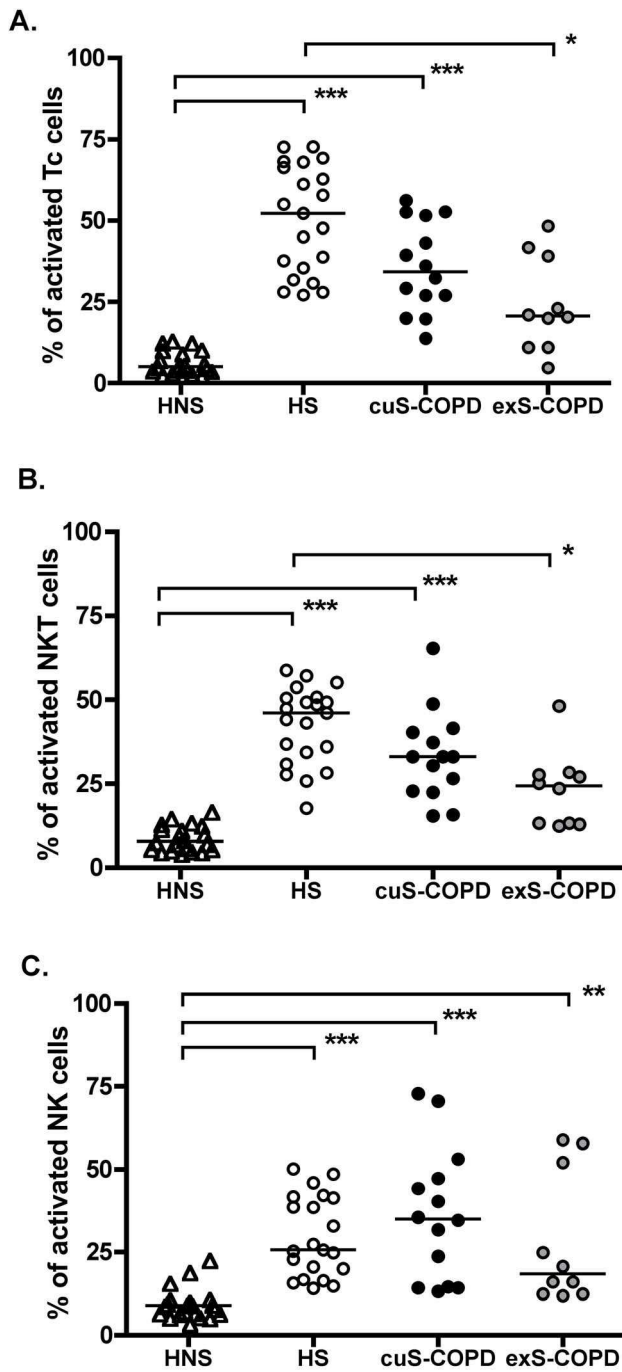 A.
% of activated Tc cells
100
75
50
25
0
*
***
***
HNS HS cuS-COPD exS-COPD
B.
% of activated NKT cells
100
75
50
25
0
*
***
***
HNS HS cuS-COPD exS-COPD
C.
% of activated NK cells
100
75
50
25
0
**
***
***
HNS HS cuS-COPD exS-COPD